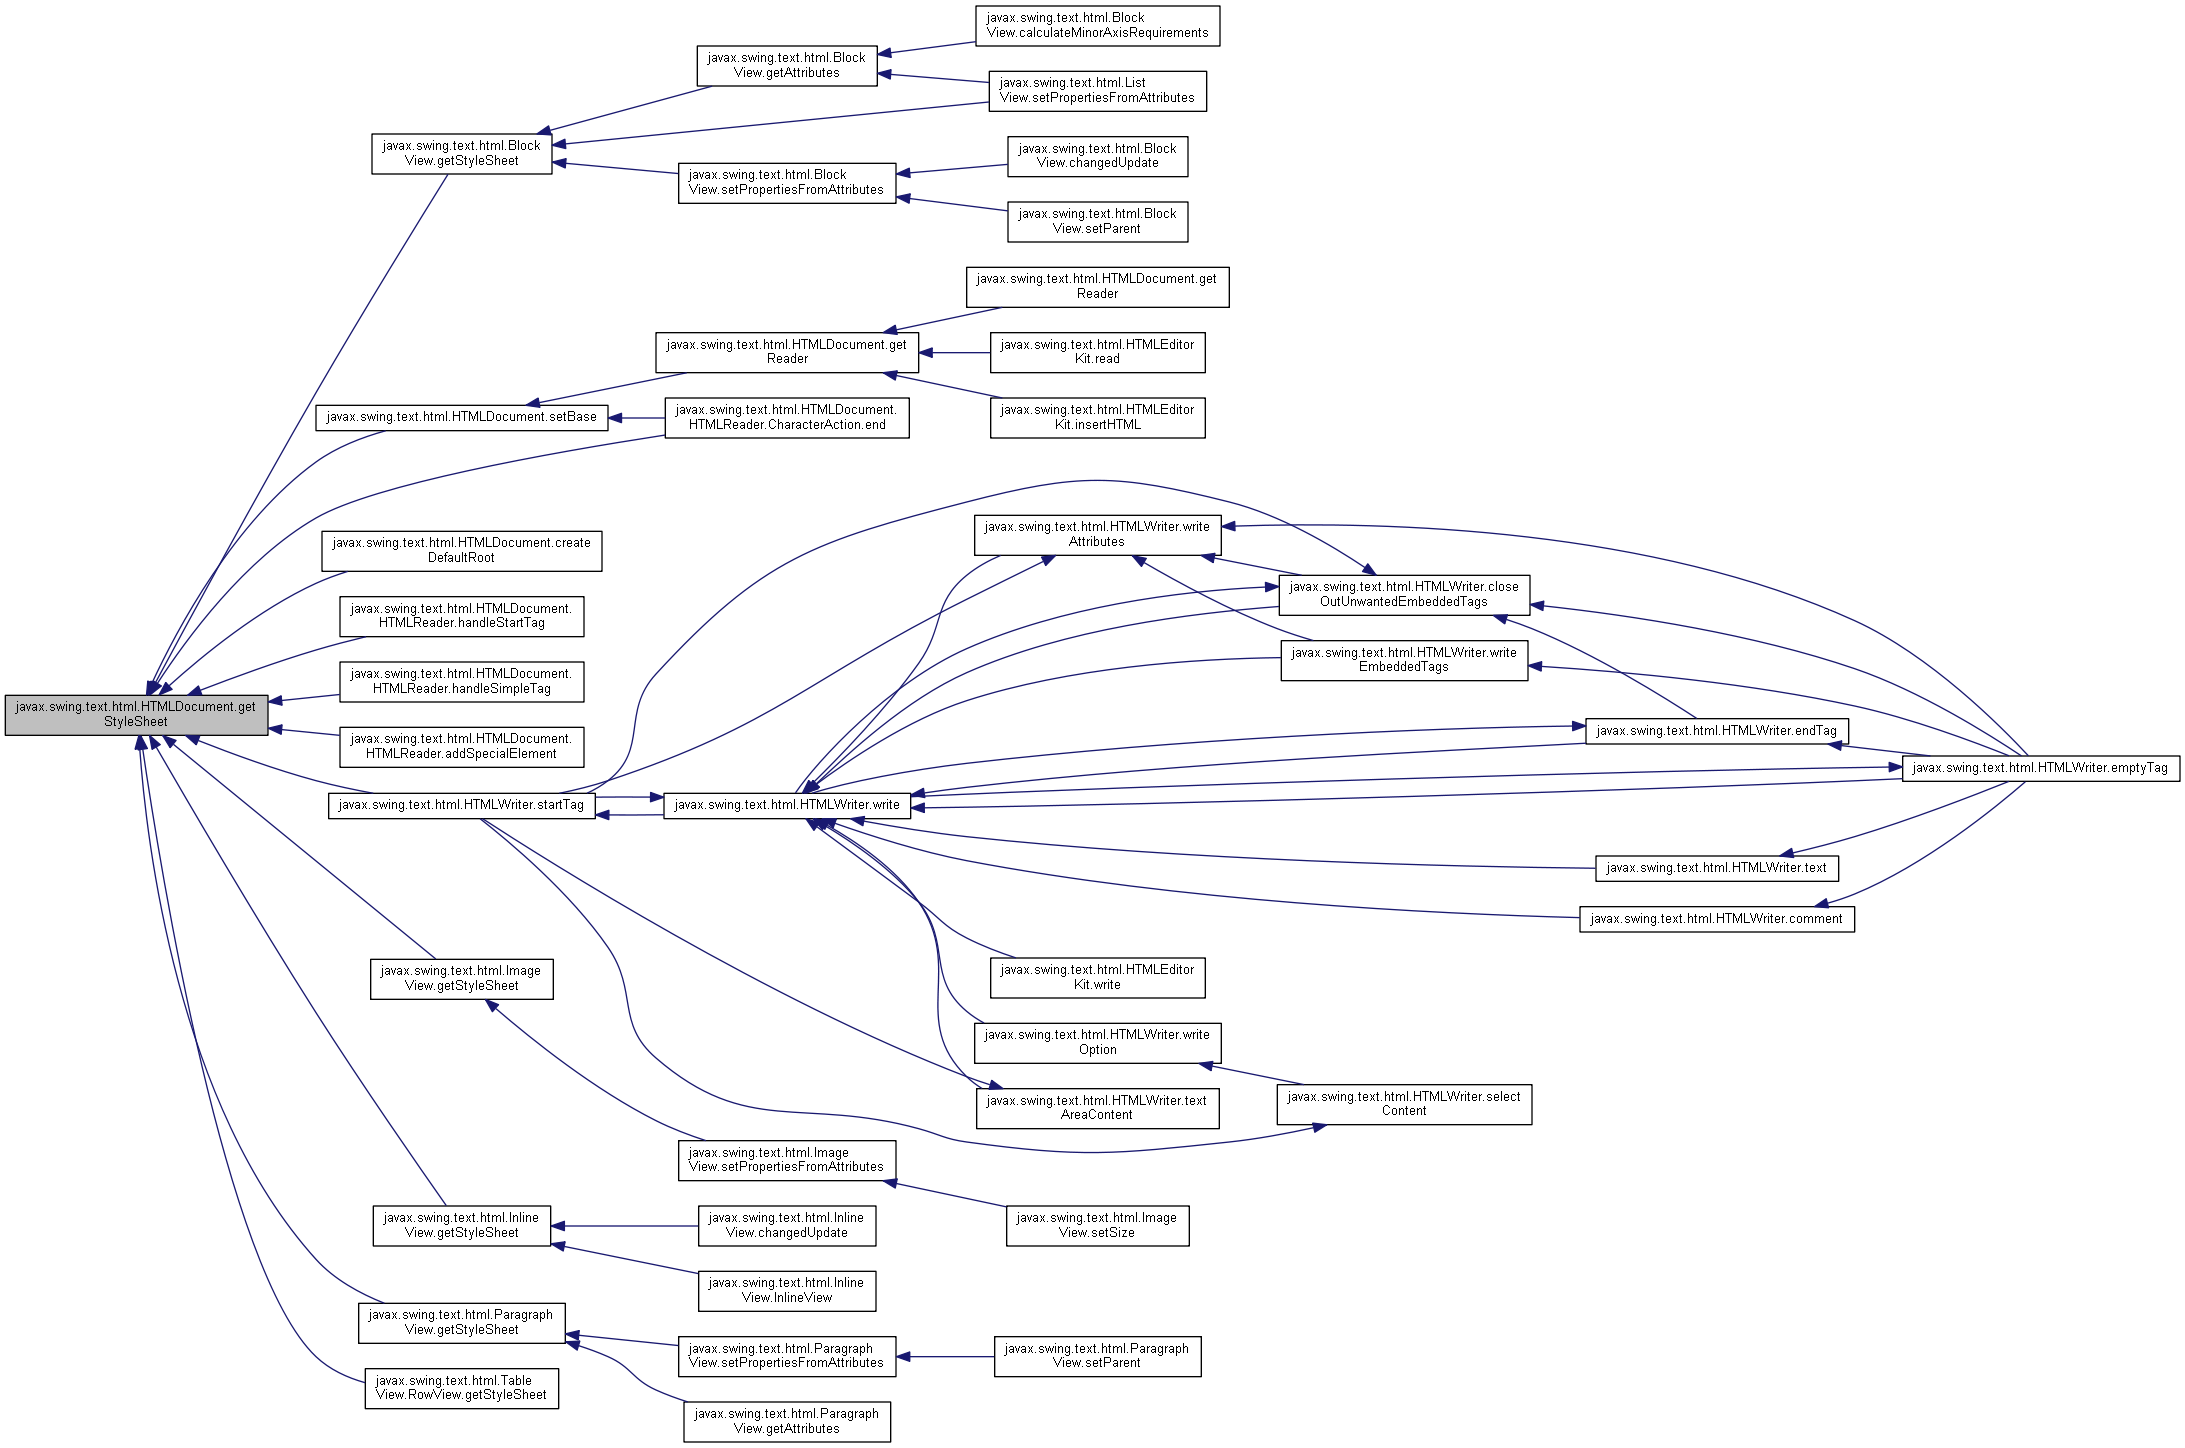 javax.swing.text.html.Block
View.calculateMinorAxisRequirements
javax.swing.text.html.Block
View.getAttributes
javax.swing.text.html.List
View.setPropertiesFromAttributes
javax.swing.text.html.Block
View.getStyleSheet
javax.swing.text.html.Block
View.changedUpdate
javax.swing.text.html.Block
View.setPropertiesFromAttributes
javax.swing.text.html.Block
View.setParent
javax.swing.text.html.HTMLDocument.get
Reader
javax.swing.text.html.HTMLDocument.get
Reader
javax.swing.text.html.HTMLEditor
Kit.read
javax.swing.text.html.HTMLDocument.setBase
javax.swing.text.html.HTMLDocument.
HTMLReader.CharacterAction.end
javax.swing.text.html.HTMLEditor
Kit.insertHTML
javax.swing.text.html.HTMLDocument.create
DefaultRoot
javax.swing.text.html.HTMLWriter.write
Attributes
javax.swing.text.html.HTMLDocument.
HTMLReader.handleStartTag
javax.swing.text.html.HTMLWriter.close
OutUnwantedEmbeddedTags
javax.swing.text.html.HTMLDocument.
HTMLReader.handleSimpleTag
javax.swing.text.html.HTMLWriter.write
EmbeddedTags
javax.swing.text.html.HTMLDocument.get
StyleSheet
javax.swing.text.html.HTMLDocument.
HTMLReader.addSpecialElement
javax.swing.text.html.HTMLWriter.endTag
javax.swing.text.html.HTMLWriter.emptyTag
javax.swing.text.html.HTMLWriter.startTag
javax.swing.text.html.HTMLWriter.write
javax.swing.text.html.HTMLWriter.text
javax.swing.text.html.HTMLWriter.comment
javax.swing.text.html.Image
View.getStyleSheet
javax.swing.text.html.HTMLEditor
Kit.write
javax.swing.text.html.HTMLWriter.write
Option
javax.swing.text.html.HTMLWriter.text
AreaContent
javax.swing.text.html.HTMLWriter.select
Content
javax.swing.text.html.Image
View.setPropertiesFromAttributes
javax.swing.text.html.Inline
View.getStyleSheet
javax.swing.text.html.Inline
View.changedUpdate
javax.swing.text.html.Image
View.setSize
javax.swing.text.html.Inline
View.InlineView
javax.swing.text.html.Paragraph
View.getStyleSheet
javax.swing.text.html.Paragraph
View.setPropertiesFromAttributes
javax.swing.text.html.Paragraph
View.setParent
javax.swing.text.html.Table
View.RowView.getStyleSheet
javax.swing.text.html.Paragraph
View.getAttributes